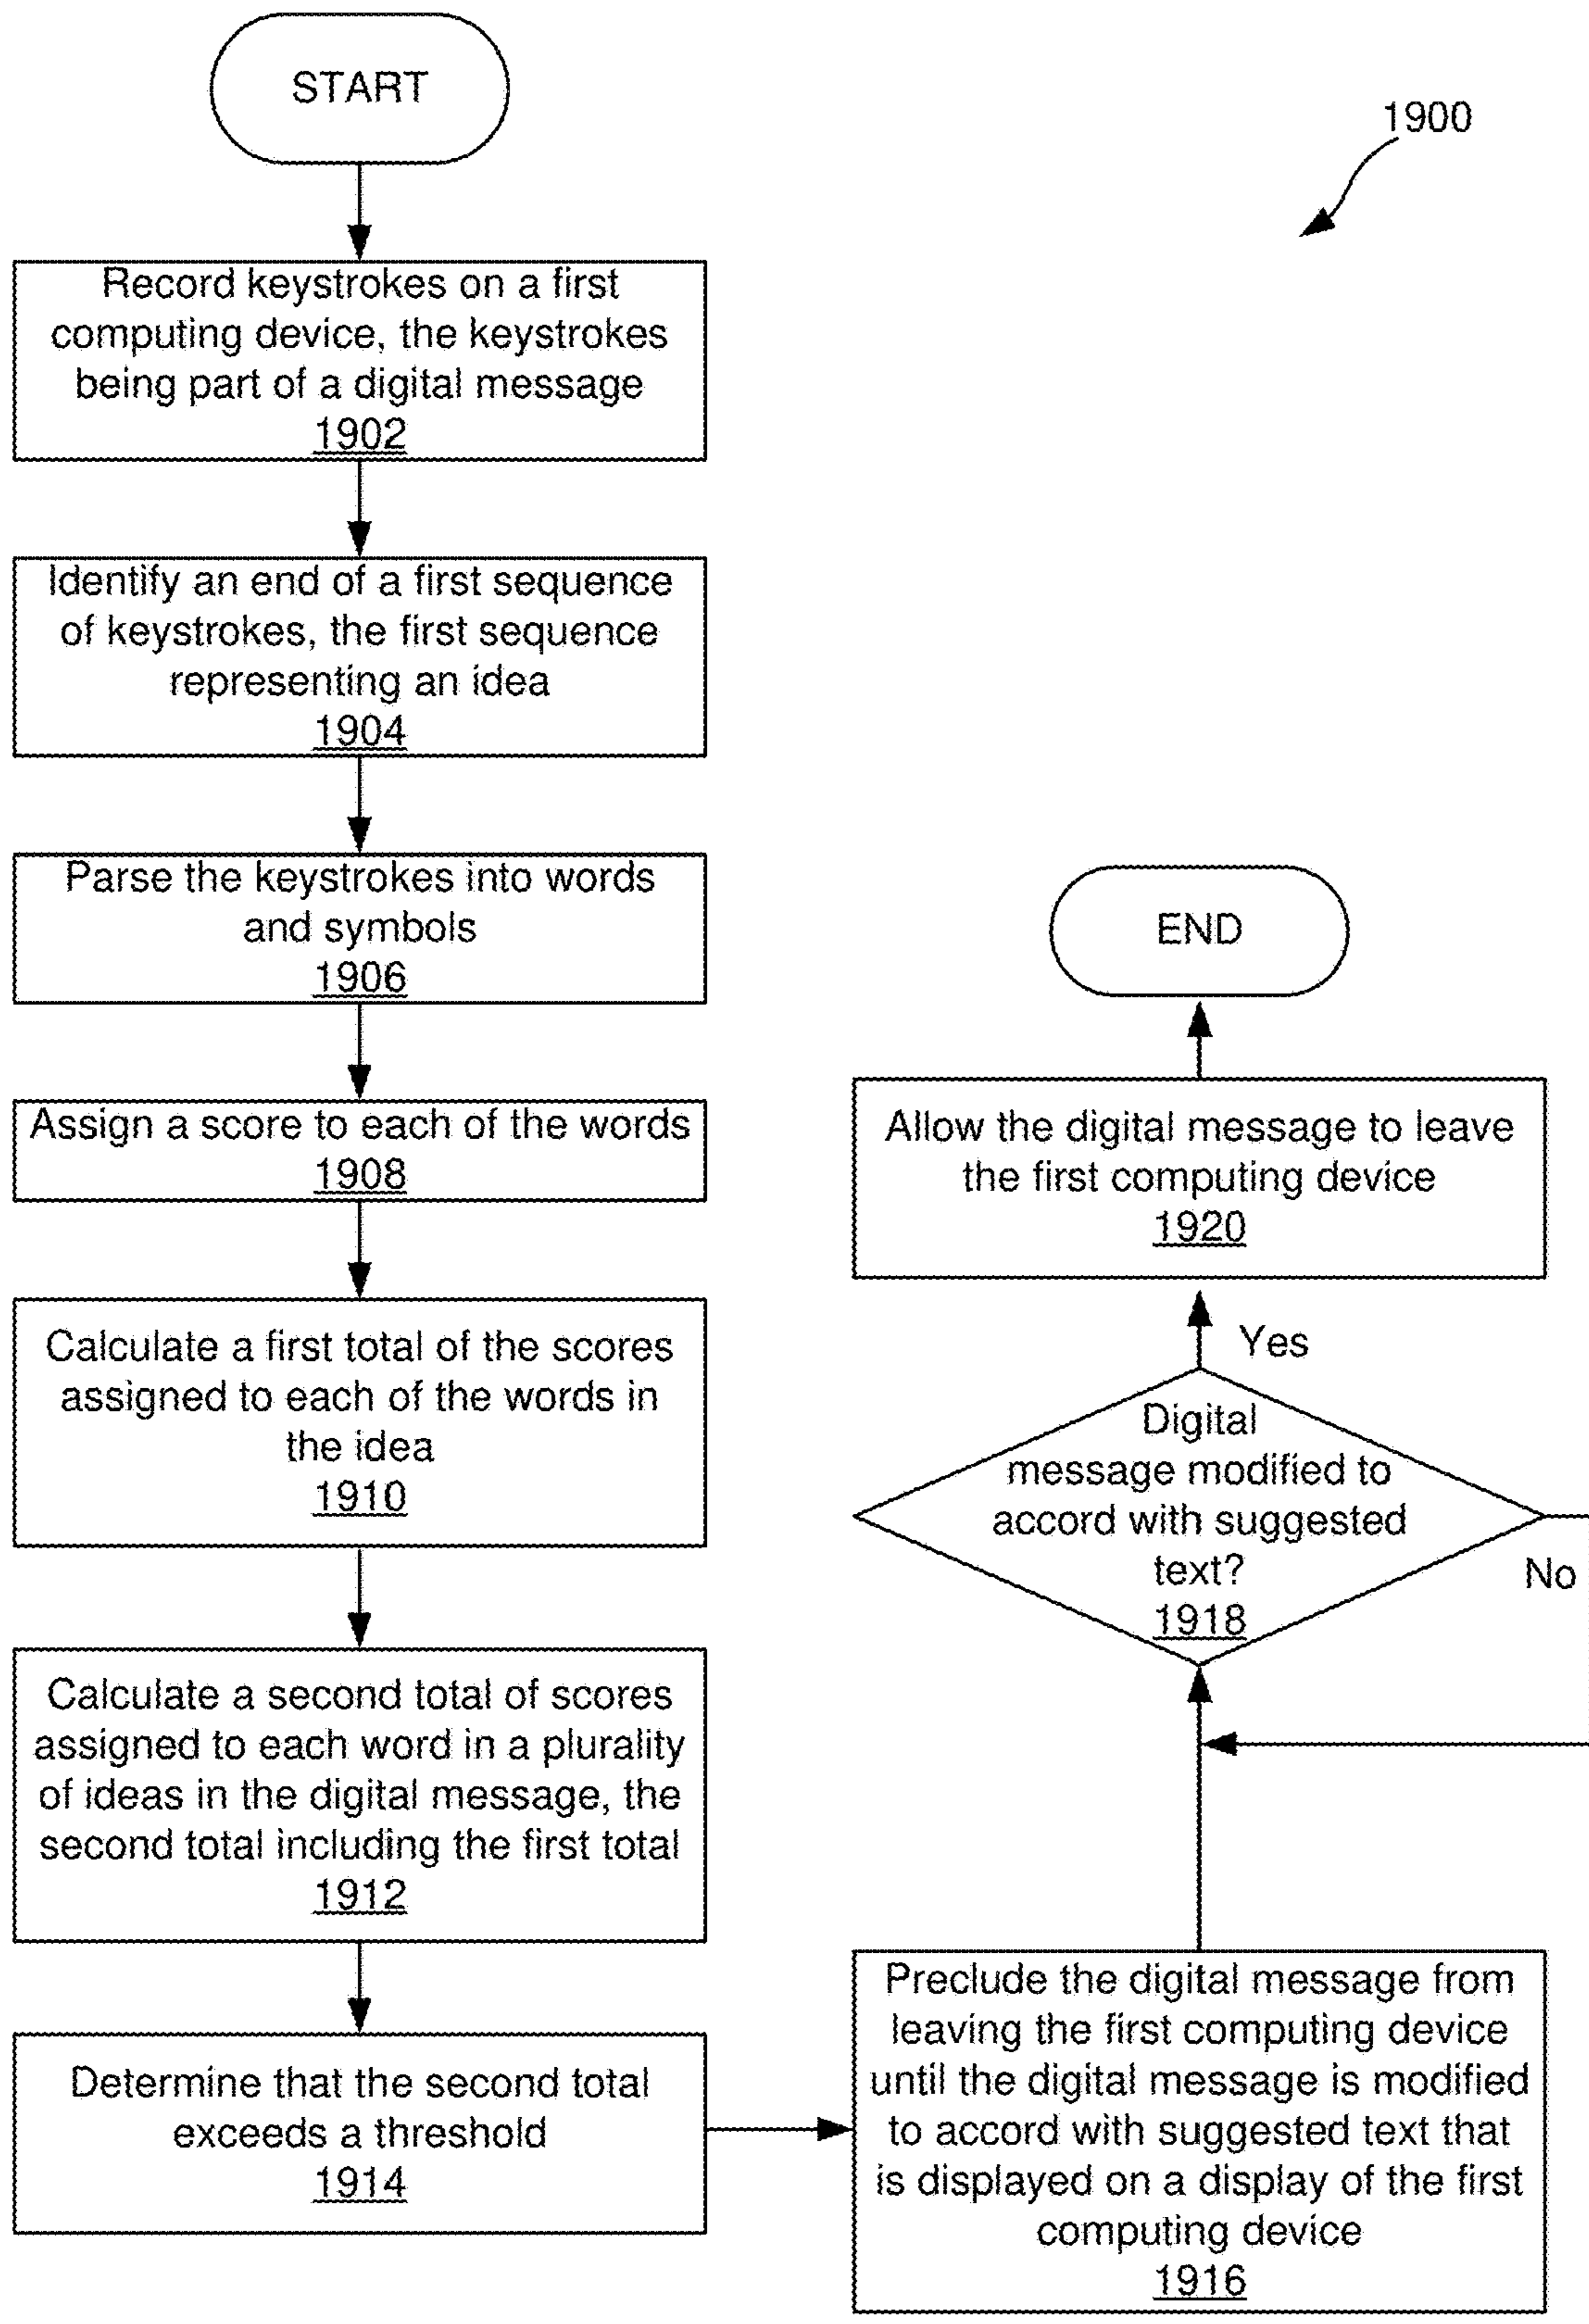 START
1900
Record keystrokes on a first
computing device, the keystrokes
being part of a digital message
1902
Identify an end of a first sequence
of keystrokes, the first sequence
representing an idea
1904
Parse the keystrokes into words
and symbols
1906
Assign a score to each of the words
1908
Calculate a first total of the scores
assigned to each of the words in
the idea
1910
Calculate a second total of scores
assigned to each word in a plurality
of ideas in the digital message, the
second total including the first total
1912
Determine that the second total
exceeds a threshold
1914
Preclude the digital message from
leaving the first computing device
until the digital message is modified
to accord with suggested text that
is displayed on a display of the first
computing device
1916
Digital
message modified to
accord with suggested
text?
1918
No
Yes
Allow the digital message to leave
the first computing device
1920
END